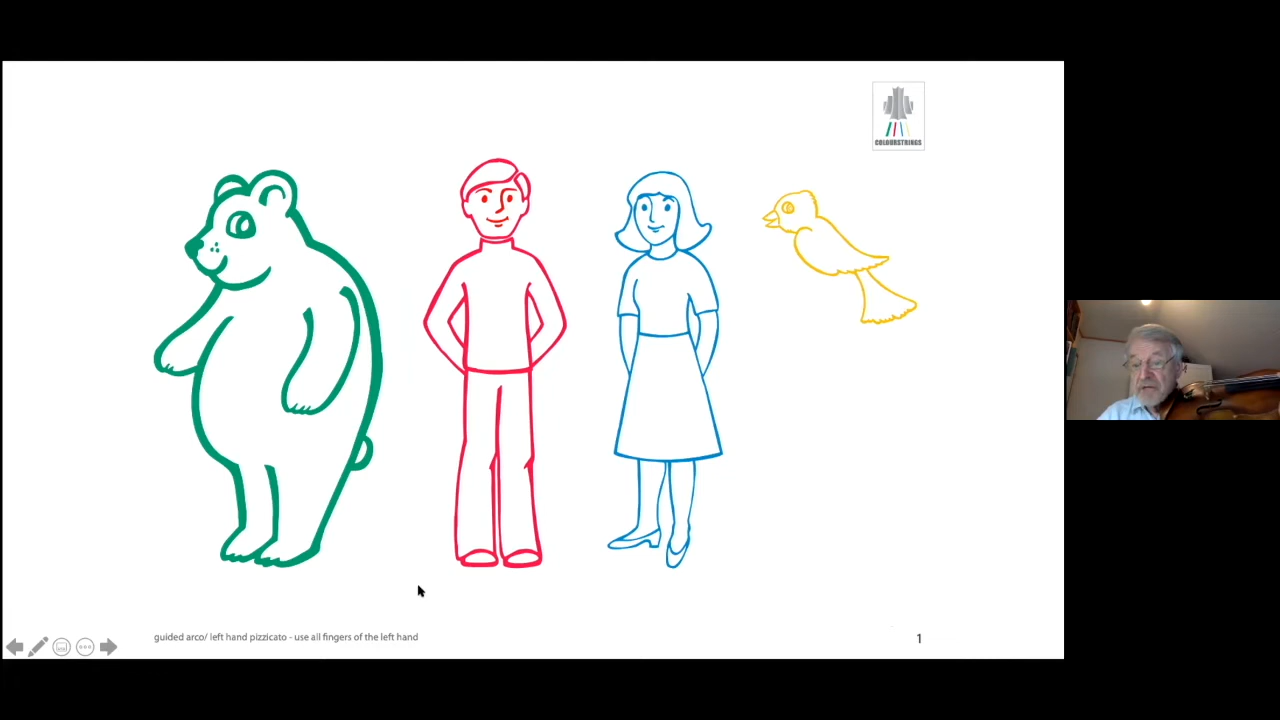 COLOURSTRINGS
guided arco/ left hand pizzicato - use all fingers of the left hand
1